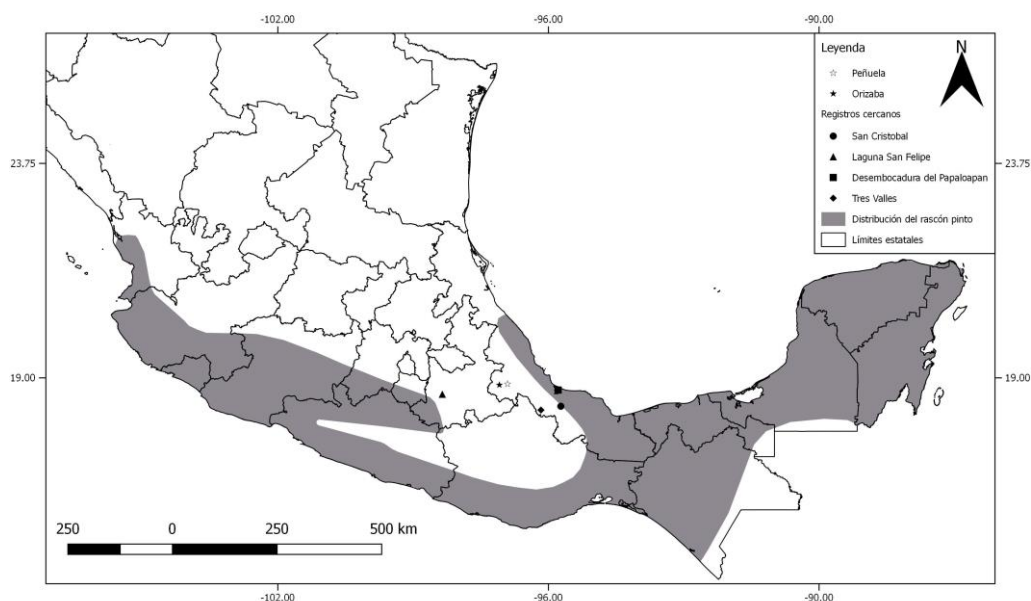 -102.00
-96.00
-90.00
Leyenda
N
Peñuela
Orizaba
Registros cercanos
San Cristobal
Laguna San Felipe
Desembocadura del Papaloapan
Tres Valles
Distribución del rascón pinto
Límites estatales
23.75
23.75
19.00
19.00
250 0 250 500 km
-102.00
-96.00
-90.00